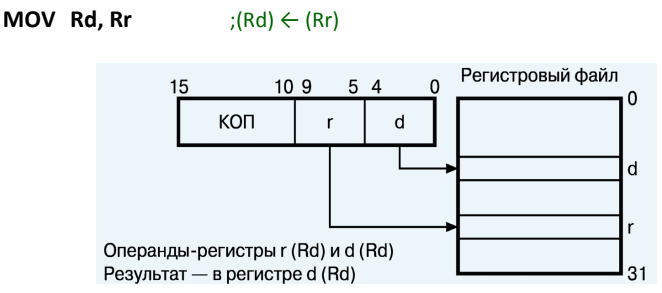 MOV Rd, Rr ;(Rd) ← (Rr)
Регистровый файл
15 10 9 5 4 0
КОП r d
0
d
r
31
Операнды-регистры r (Rd) и d (Rd)
Результат — в регистре d (Rd)